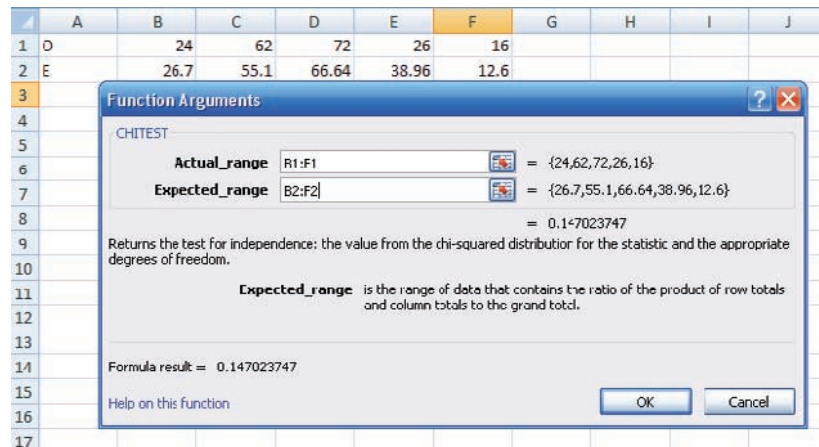 A B C D E F G H I J
1 O 24 62 72 26 16
2 E 26.7 55.1 66.64 38.96 12.6
3 Function Arguments ?
4
CHITEST
5
6 Actual_range B1:F1 = {24,62,72,26,16}
7 Expected_range B2:F2 = {26.7,55.1,66.64,38.96,12.6}
8 = 0.147023747
9 Returns the test for independence: the value from the chi-squared distribution for the statistic and the appropriate
10 degrees of freedom.
11 Expected_range is the range of data that contains the ratio of the product of row totals
12 and column totals to the grand total.
13
14 Formula result = 0.147023747
15 Help on this function OK Cancel
16
17